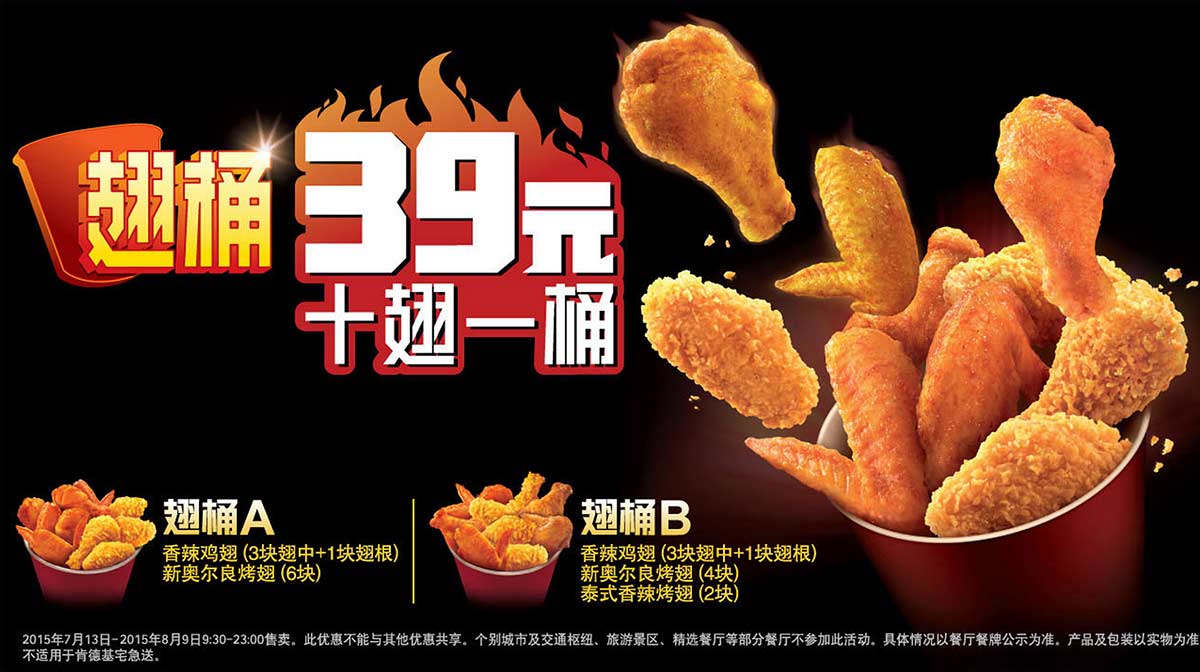 翅桶
39元
十翅一桶
翅桶A
香辣鸡翅 (3块翅中+1块翅根)
新奥尔良烤翅 (6块)
翅桶B
香辣鸡翅 (3块翅中+1块翅根)
新奥尔良烤翅 (4块)
泰式香辣烤翅 (2块)
2015年7月13日-2015年8月9日9:30-23:00售卖。此优惠不能与其他优惠共享。个别城市及交通枢纽、旅游景区、精选餐厅等部分餐厅不参加此活动。具体情况以餐厅餐牌公示为准。产品及包装以实物为准
不适用于肯德基宅急送。